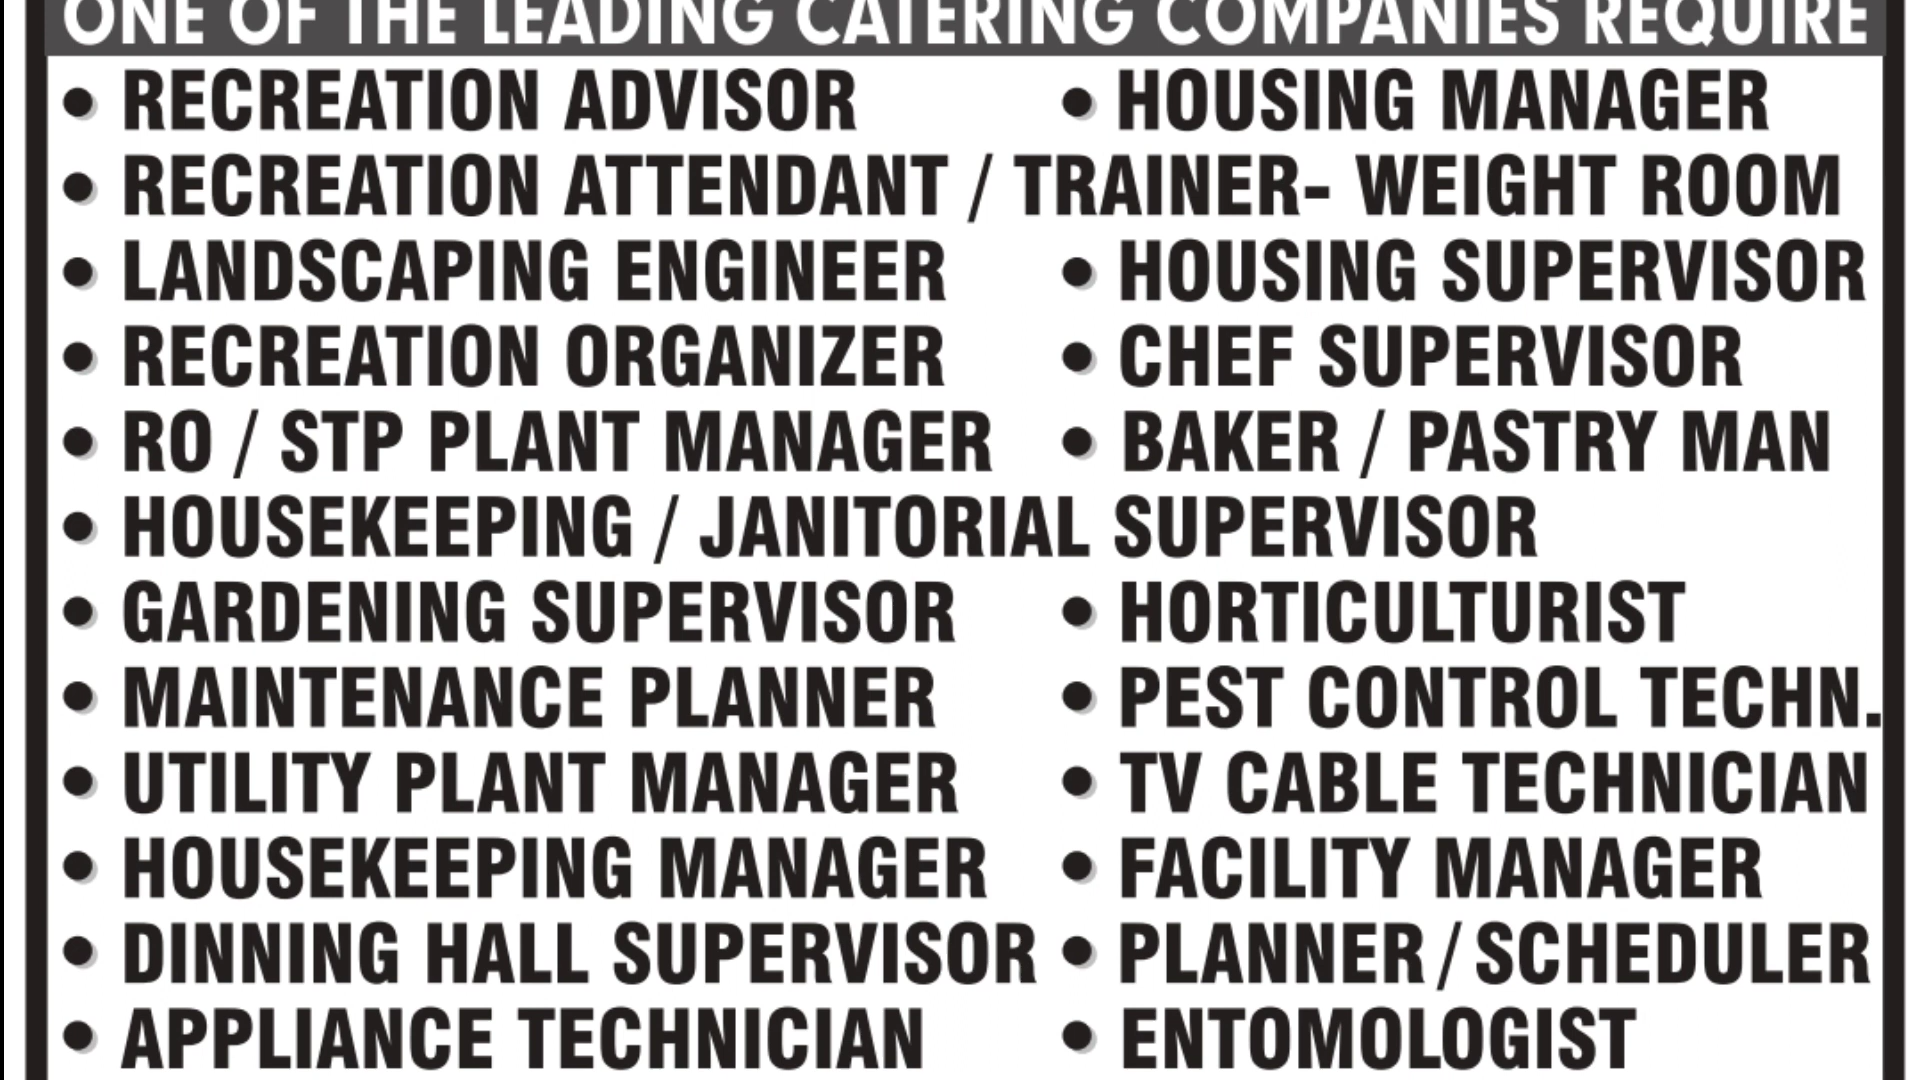 ONE OF THE LEADING CATERING COMPANIES REQUIRE
• RECREATION ADVISOR • HOUSING MANAGER
• RECREATION ATTENDANT / TRAINER- WEIGHT ROOM
• LANDSCAPING ENGINEER • HOUSING SUPERVISOR
• RECREATION ORGANIZER • CHEF SUPERVISOR
• RO / STP PLANT MANAGER • BAKER / PASTRY MAN
• HOUSEKEEPING / JANITORIAL SUPERVISOR
• GARDENING SUPERVISOR • HORTICULTURIST
• MAINTENANCE PLANNER • PEST CONTROL TECHN.
• UTILITY PLANT MANAGER • TV CABLE TECHNICIAN
• HOUSEKEEPING MANAGER • FACILITY MANAGER
• DINNING HALL SUPERVISOR • PLANNER / SCHEDULER
• APPLIANCE TECHNICIAN • ENTOMOLOGIST